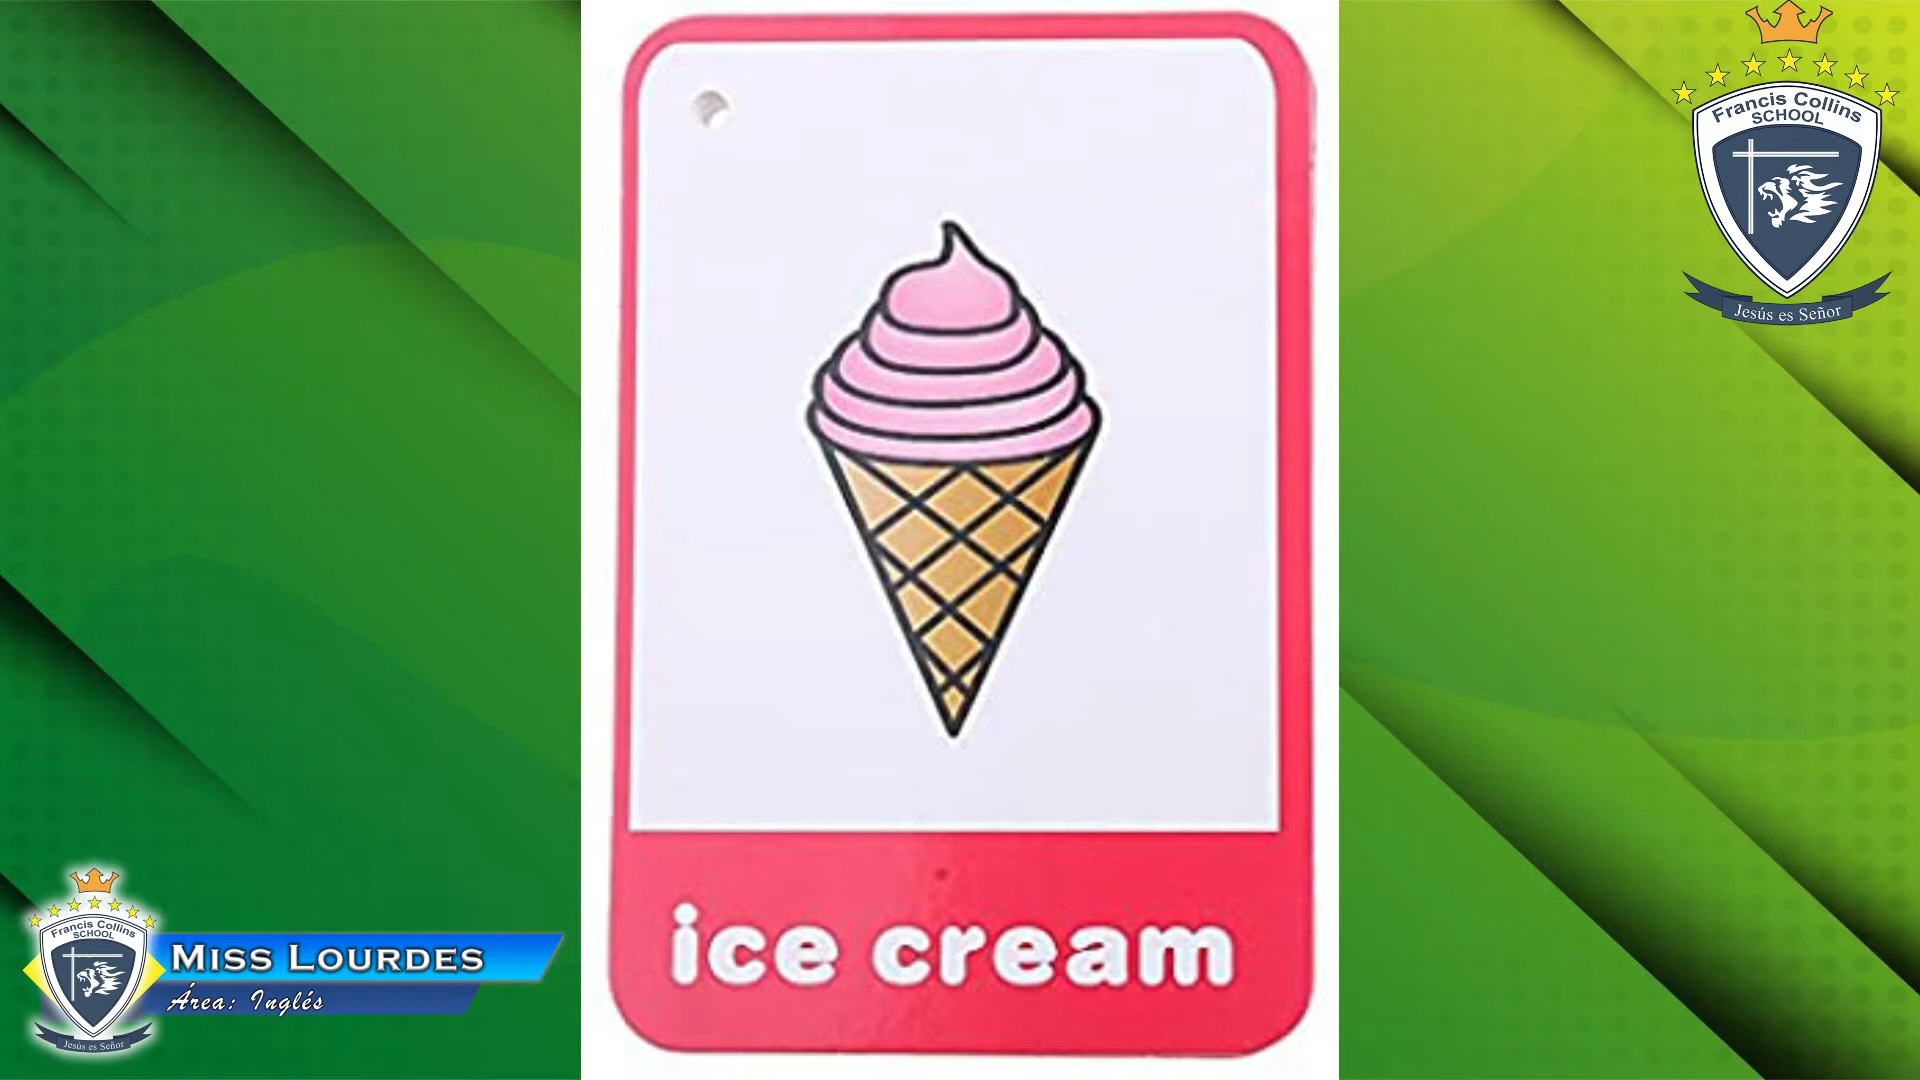 Francis Collins
SCHOOL
Jesús es Señor
ice cream
Francis Collins
SCHOOL
Jesús es Señor
MISS LOURDES
Área: Inglés